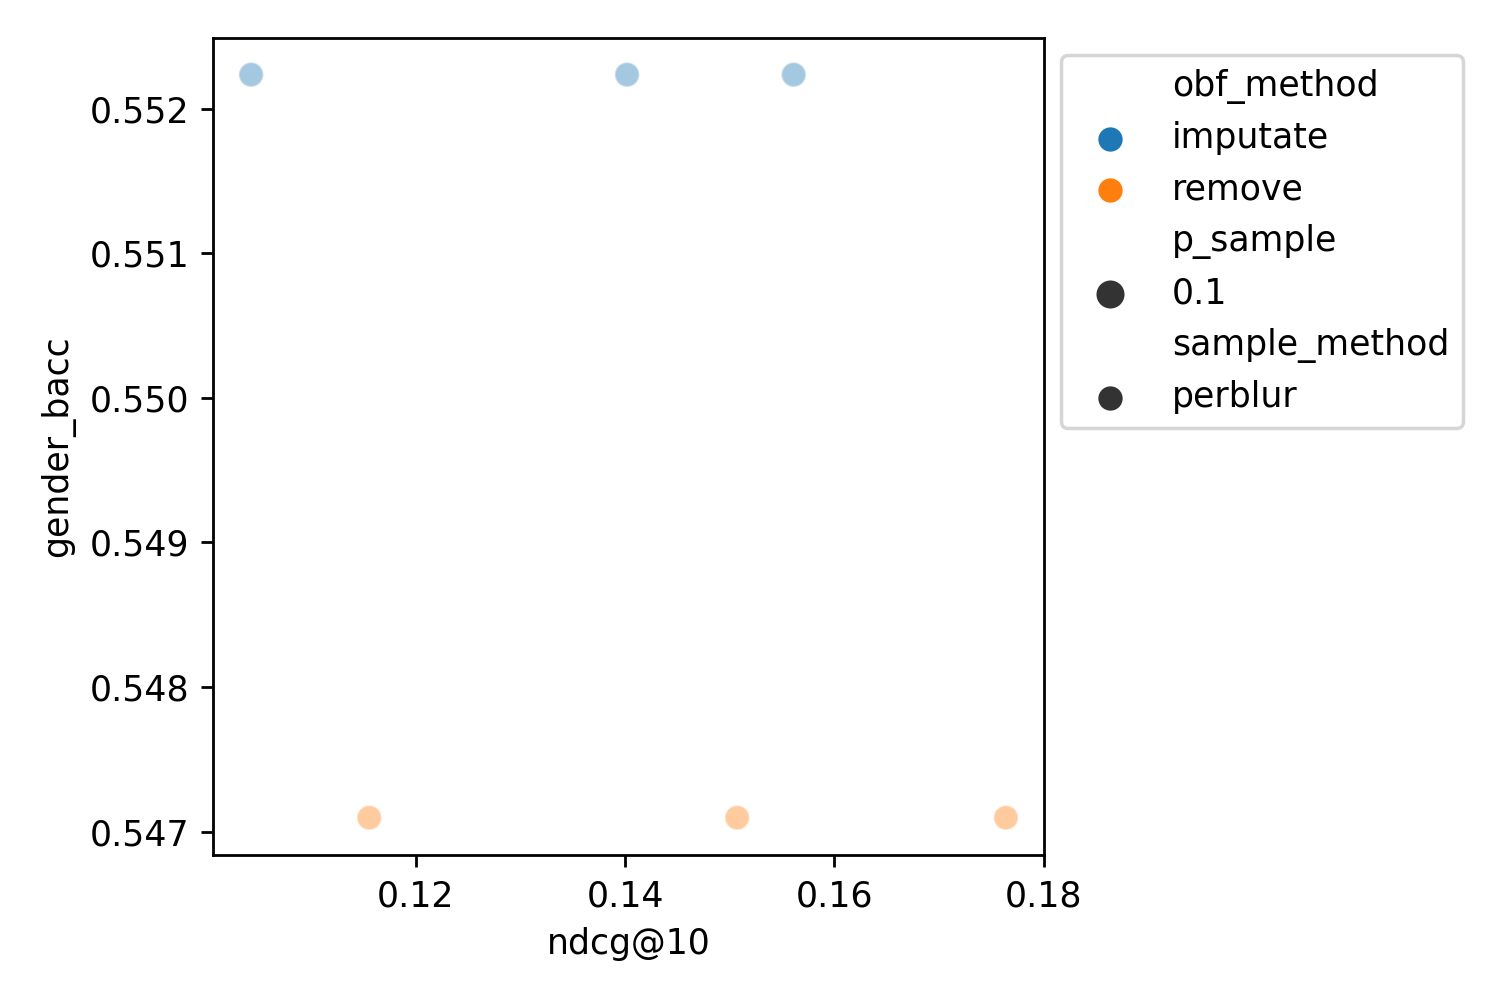 0.552
0.551
0.550
0.549
0.548
0.547
gender_bacc
0.12
0.14
0.16
0.18
ndcg@10
obf_method
imputate
remove
p_sample
0.1
sample_method
perblur